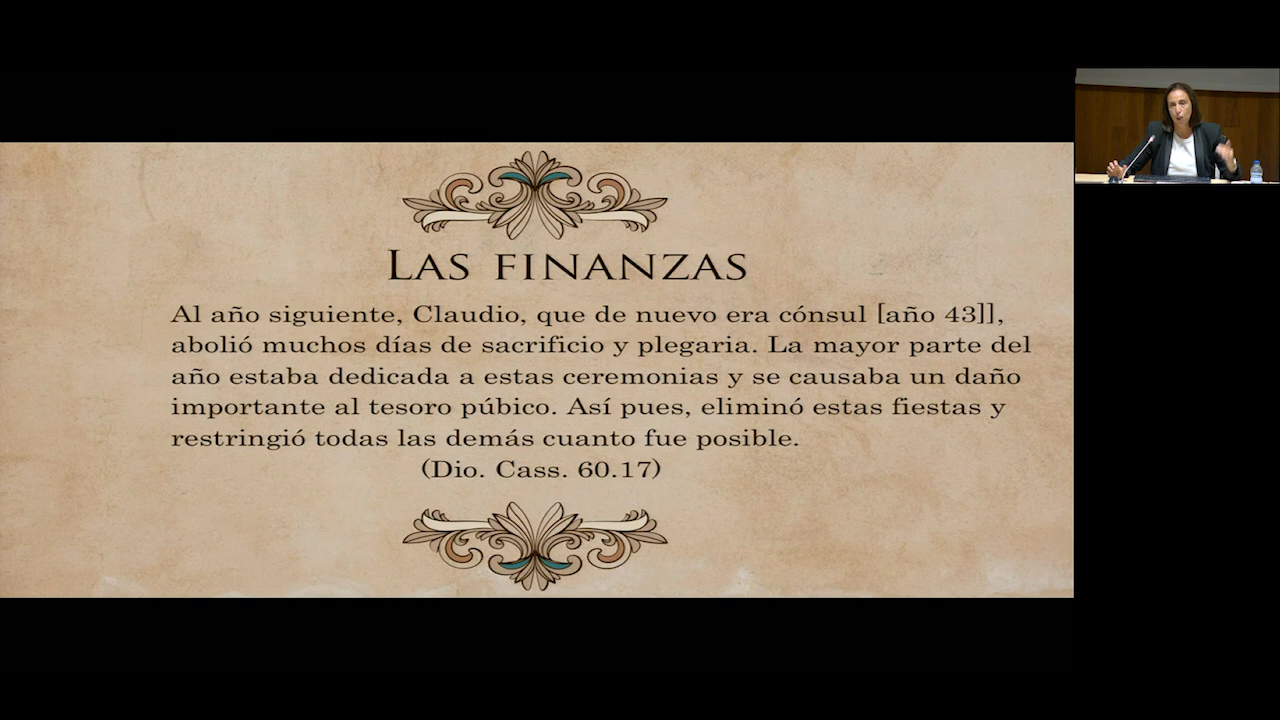 LAS FINANZAS
Al año siguiente, Claudio, que de nuevo era cónsul [año 43]],
abolió muchos días de sacrificio y plegaria. La mayor parte del
año estaba dedicada a estas ceremonias y se causaba un daño
importante al tesoro púbico. Así pues, eliminó estas fiestas y
restringió todas las demás cuanto fue posible.
(Dio. Cass. 60.17)